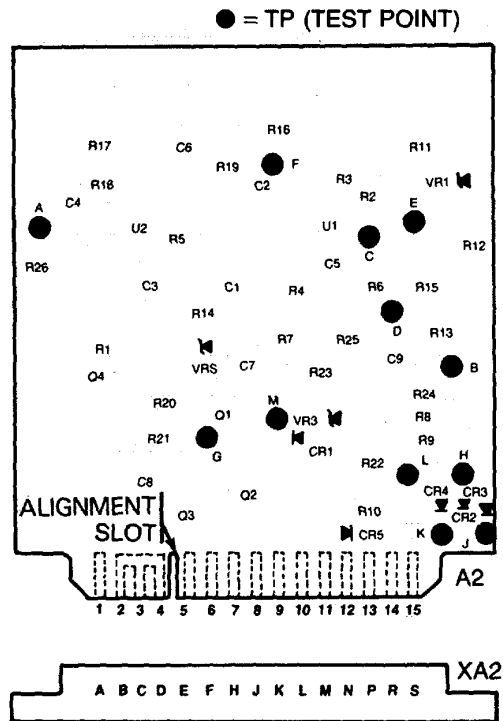 ● = TP (TEST POINT)
R16
R17
C6
R11
R19
F
R18
C2
R3
VR1
R2
C4
A
E
U2
U1
R5
C
R12
C5
R26
C3
C1
R4
R6
R15
R14
D
R13
R7
R25
R1
VRS
C9
C7
B
R23
Q4
R24
R20
M
Q1
VR3
R8
R21
G
CR1
R9
L
H
R22
C8
CR4
CR3
ALIGNMENT
Q2
Q3
R10
CR2
SLOT
CR5
K
J
A2
1 2 3 4 5 6 7 8 9 10 11 12 13 14 15
XA2
A B C D E F H J K L M N P R S